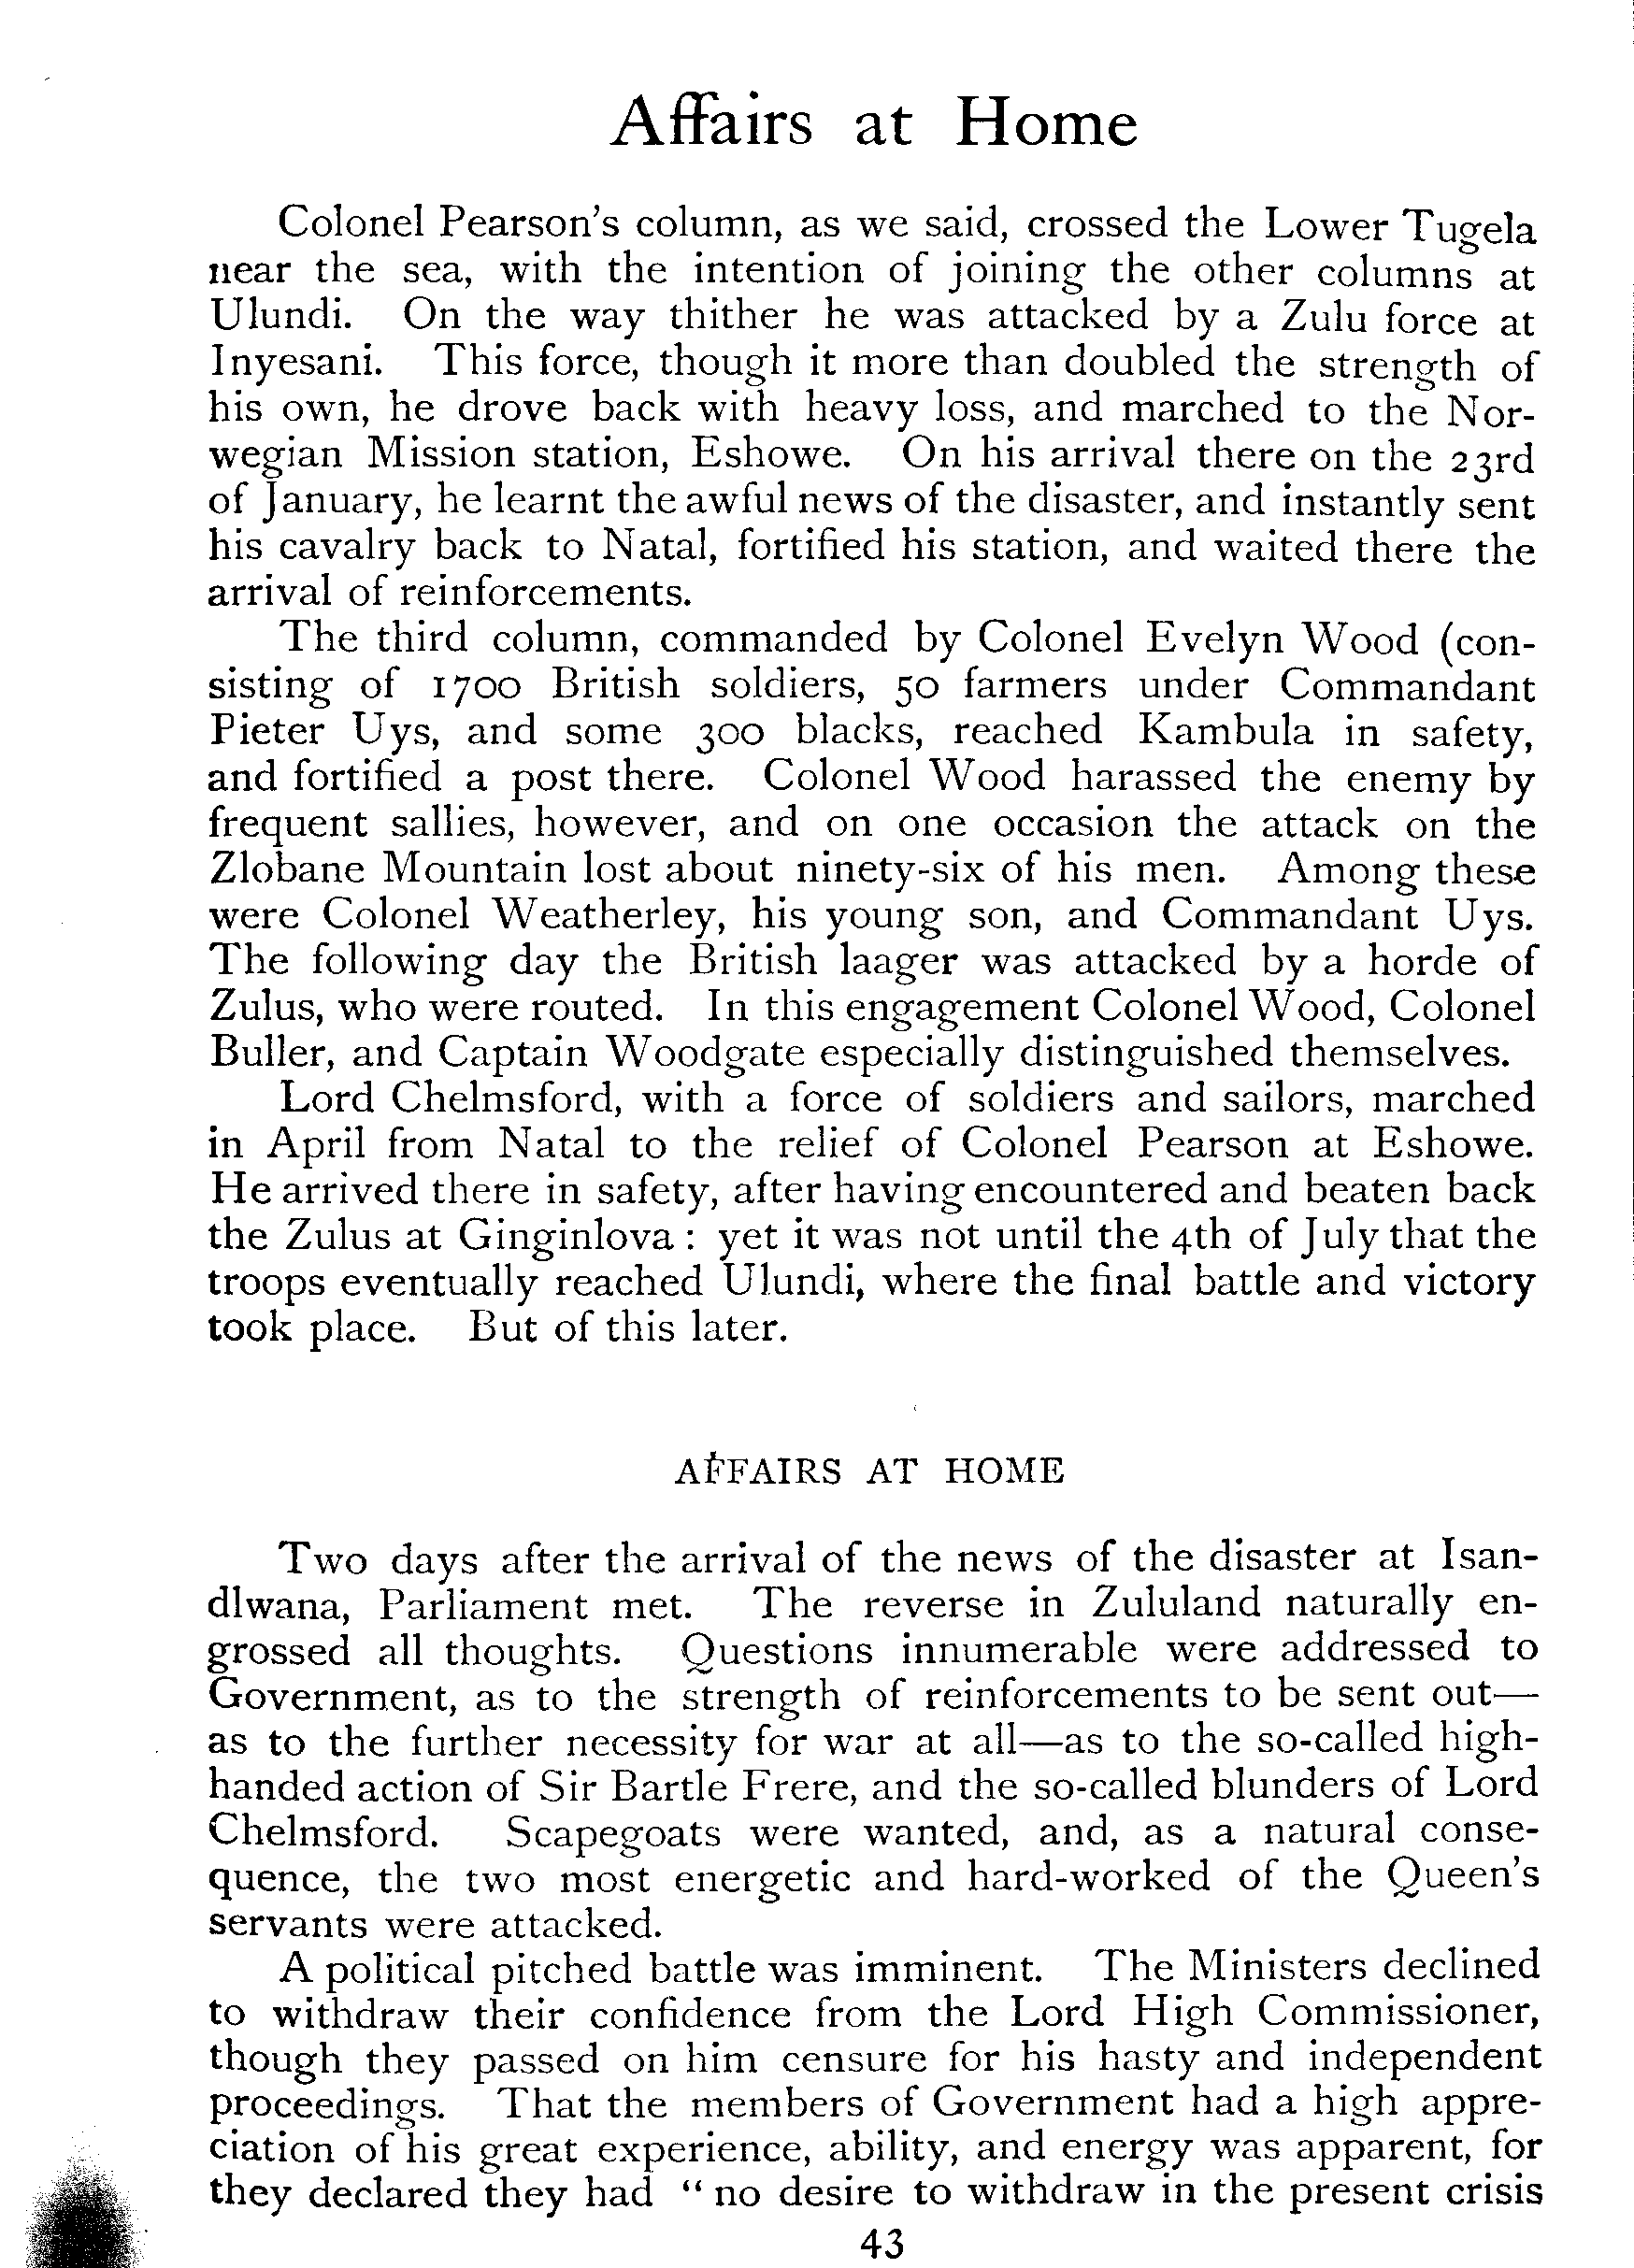 Affairs at Home
Colonel Pearson's column, as we said, crossed the Lower Tugela
near the sea, with the intention of joining the other columns at
Ulundi. On the way thither he was attacked by a Zulu force at
Inyesani. This force, though it more than doubled the strength of
his own, he drove back with heavy loss, and marched to the Nor-
wegian Mission station, Eshowe. On his arrival there on the 23rd
of January, he learnt the awful news of the disaster, and instantly sent
his cavalry back to Natal, fortified his station, and waited there the
arrival of reinforcements.
The third column, commanded by Colonel Evelyn Wood (con-
sisting of 1700 British soldiers, 50 farmers under Commandant
Pieter Uys, and some 300 blacks, reached Kambula in safety,
and fortified a post there. Colonel Wood harassed the enemy by
frequent sallies, however, and on one occasion the attack on the
Zlobane Mountain lost about ninety-six of his men. Among these
were Colonel Weatherley, his young son, and Commandant Uys.
The following day the British laager was attacked by a horde of
Zulus, who were routed. In this engagement Colonel Wood, Colonel
Buller, and Captain Woodgate especially distinguished themselves.
Lord Chelmsford, with a force of soldiers and sailors, marched
in April from Natal to the relief of Colonel Pearson at Eshowe.
He arrived there in safety, after having encountered and beaten back
the Zulus at Ginginlova : yet it was not until the 4th of July that the
troops eventually reached Ulundi, where the final battle and victory
took place. But of this later.
AFFAIRS AT HOME
Two days after the arrival of the news of the disaster at Isan-
dlwana, Parliament met. The reverse in Zululand naturally en-
grossed all thoughts. Questions innumerable were addressed to
Government, as to the strength of reinforcements to be sent out—
as to the further necessity for war at all—as to the so-called high-
handed action of Sir Bartle Frere, and the so-called blunders of Lord
Chelmsford. Scapegoats were wanted, and, as a natural conse-
quence, the two most energetic and hard-worked of the Queen's
servants were attacked.
A political pitched battle was imminent. The Ministers declined
to withdraw their confidence from the Lord High Commissioner,
though they passed on him censure for his hasty and independent
proceedings. That the members of Government had a high appre-
ciation of his great experience, ability, and energy was apparent, for
they declared they had “ no desire to withdraw in the present crisis
43